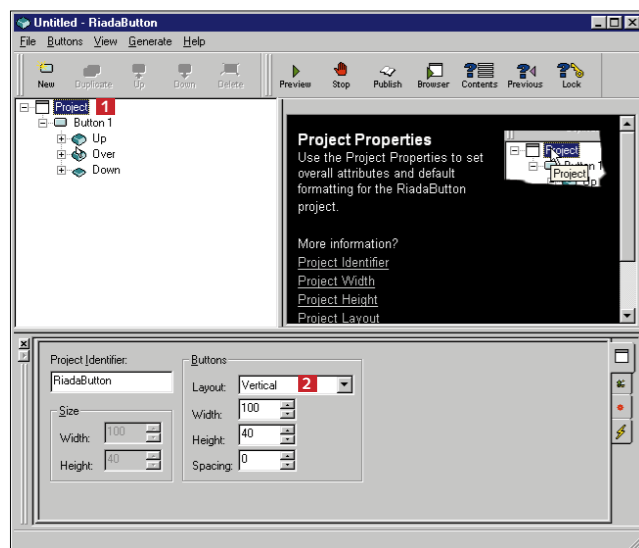 Untitled - RiadaButton
File Buttons View Generate Help
New Duplicate Up Down Delete Preview Stop Publish Browser Contents Previous Lock
Project 1
Button 1
Up
Over
Down
Project Properties
Use the Project Properties to set
overall attributes and default
formatting for the RiadaButton
project.
More information?
Project Identifier
Project Width
Project Height
Project Layout
Project
Button 1
Project
Up
Project Identifier:
RiadaButton
Size
Width: 100
Height: 40
Buttons
Layout: Vertical 2
Width: 100
Height: 40
Spacing: 0